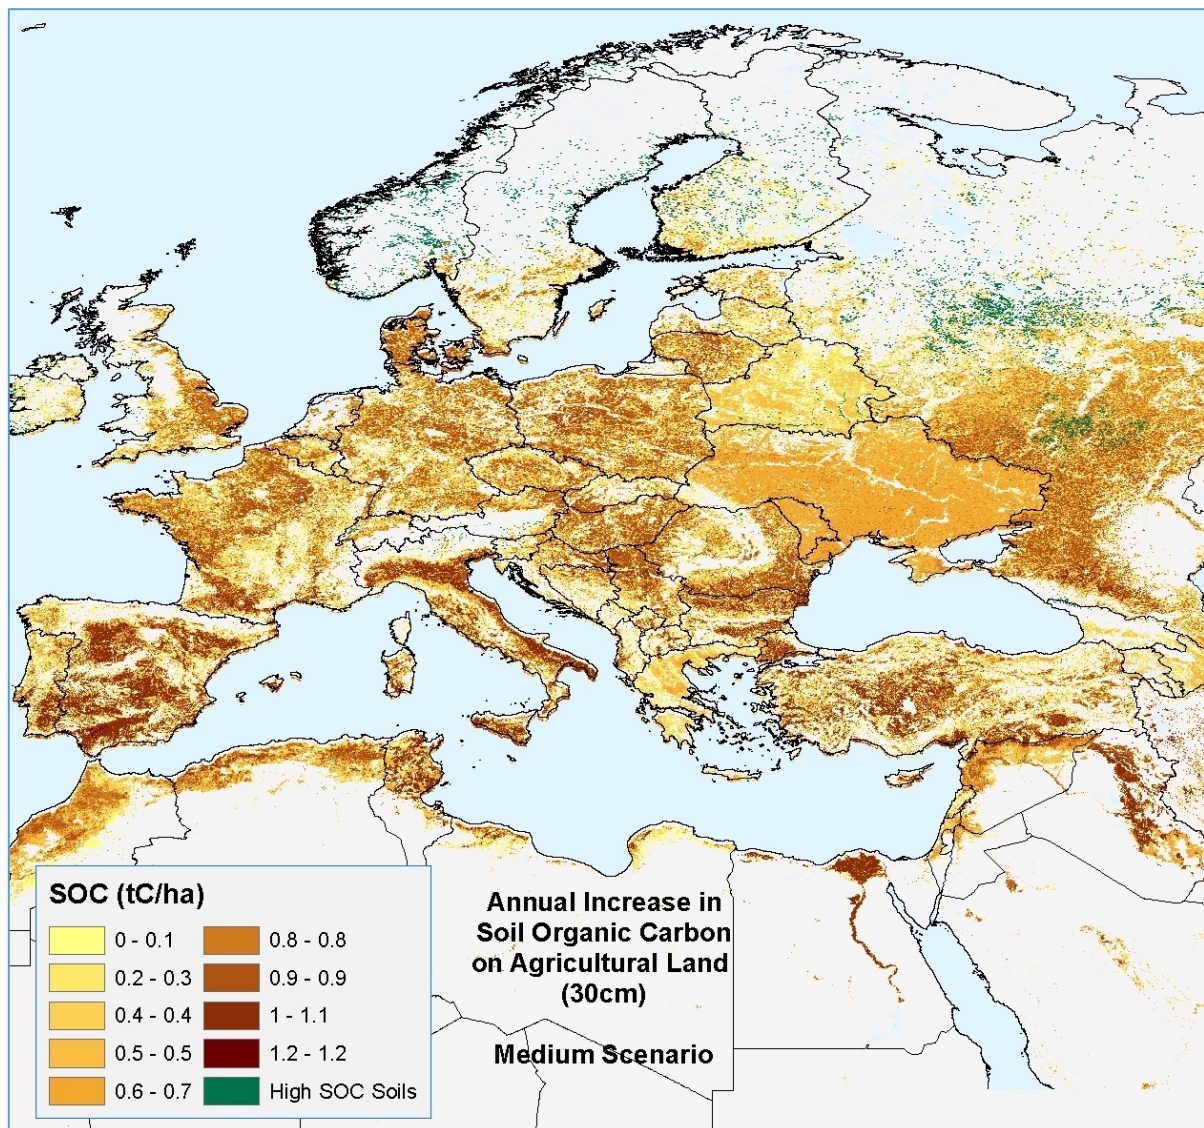 SOC (tC/ha)
0 - 0.1
0.2 - 0.3
0.4 - 0.4
0.5 - 0.5
0.6 - 0.7
0.8 - 0.8
0.9 - 0.9
1 - 1.1
1.2 - 1.2
High SOC Soils
Annual Increase in
Soil Organic Carbon
on Agricultural Land
(30cm)
Medium Scenario